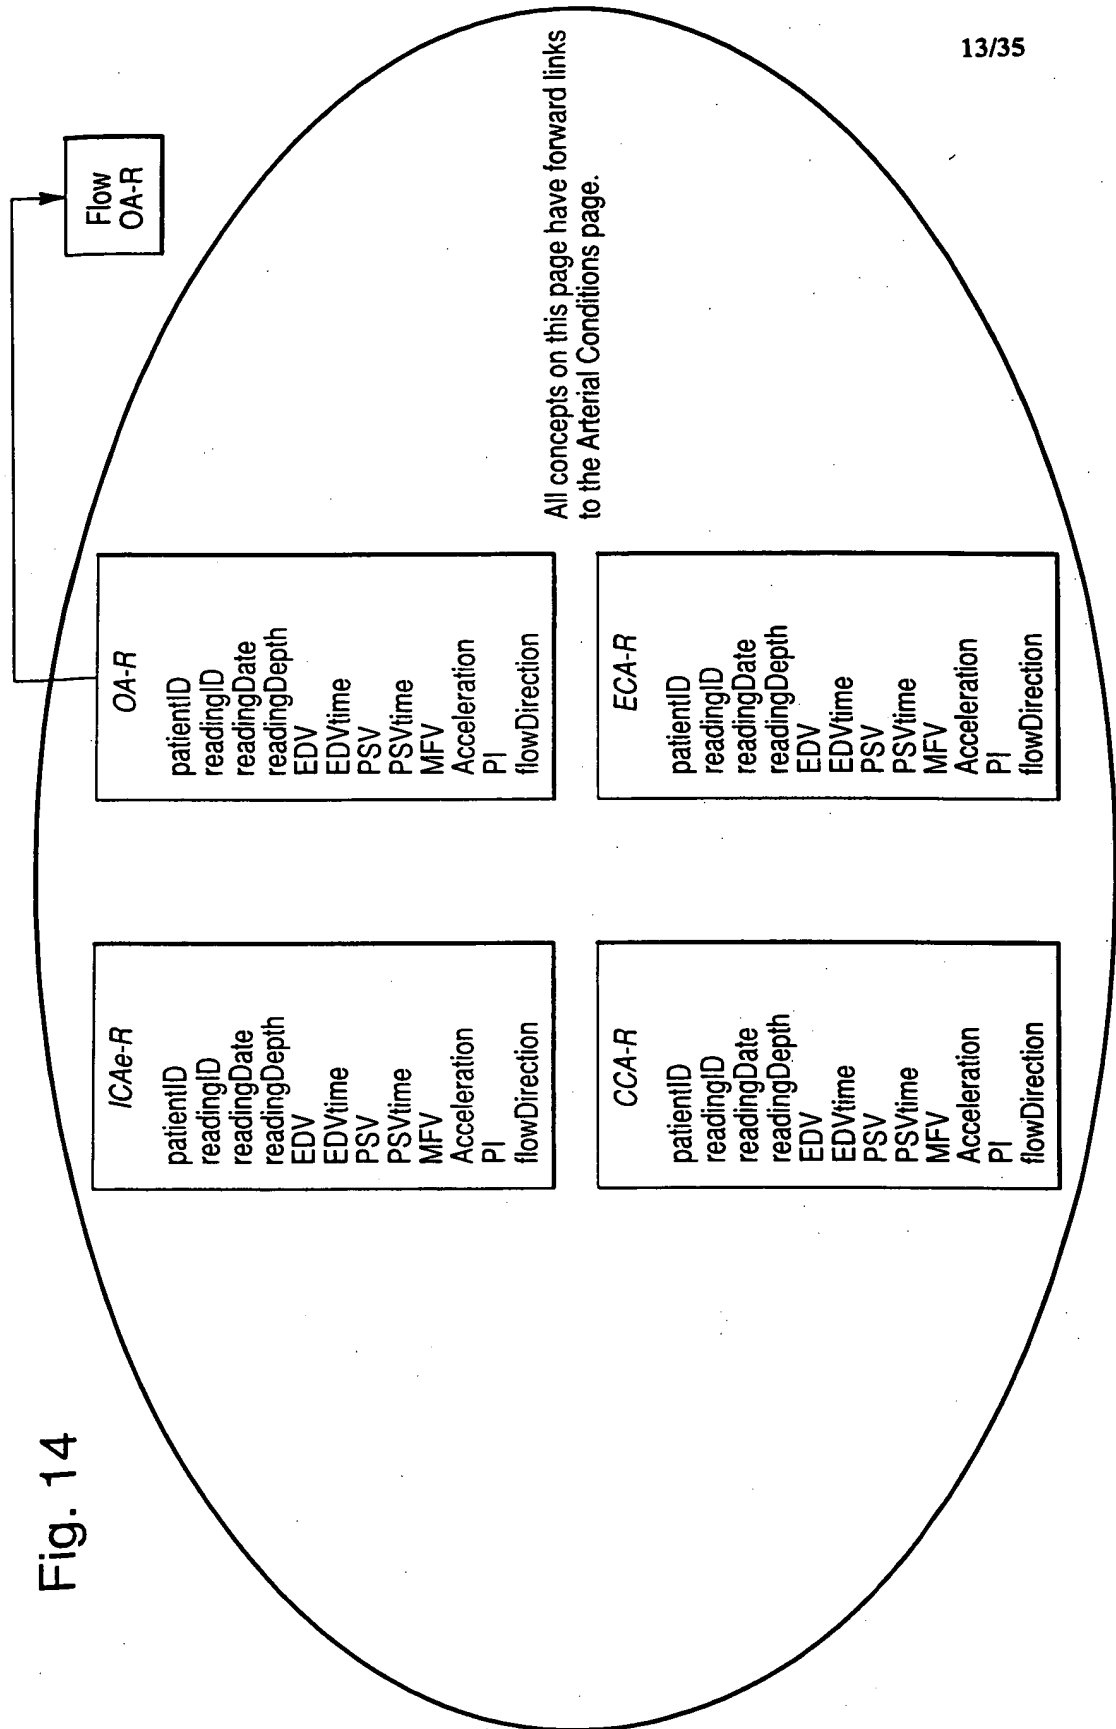 13/35
Fig. 14
Flow
OA-R
ICAe-R
patientID
readingID
readingDate
readingDepth
EDV
EDVtime
PSV
PSVtime
MFV
Acceleration
PI
flowDirection
OA-R
patientID
readingID
readingDate
readingDepth
EDV
EDVtime
PSV
PSVtime
MFV
Acceleration
PI
flowDirection
CCA-R
patientID
readingID
readingDate
readingDepth
EDV
EDVtime
PSV
PSVtime
MFV
Acceleration
PI
flowDirection
ECA-R
patientID
readingID
readingDate
readingDepth
EDV
EDVtime
PSV
PSVtime
MFV
Acceleration
PI
flowDirection
All concepts on this page have forward links
to the Arterial Conditions page.